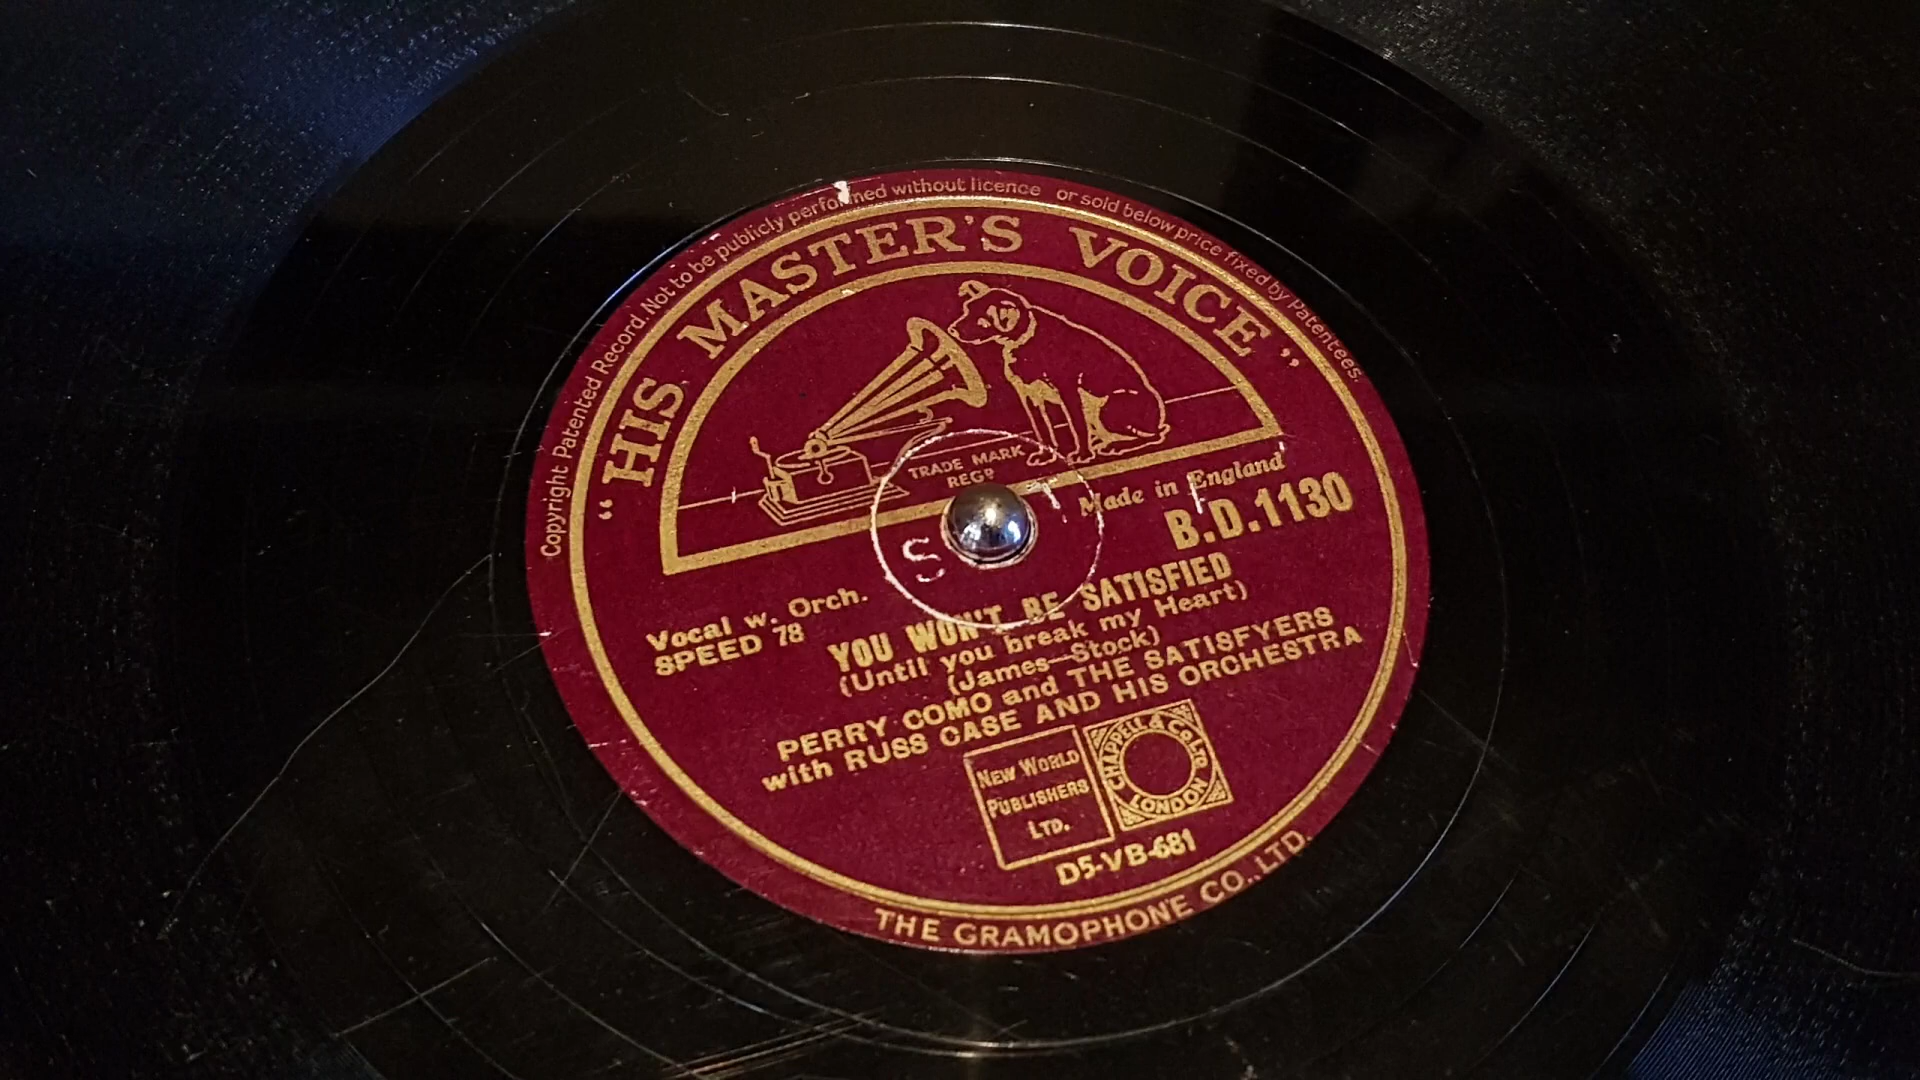 Copyright Patented Record. Not to be publicly performed without licence or sold below price fixed by Patentees.
“HIS MASTER'S VOICE”
TRADE MARK
REGD
Made in England
B.D.1130
S
Vocal w. Orch.
SPEED 78
YOU WON'T BE SATISFIED
(Until you break my Heart)
(James—Stock)
PERRY COMO and THE SATISFYERS
with RUSS CASE AND HIS ORCHESTRA
NEW WORLD
PUBLISHERS
LTD.
CHAPPELL & CO LTD
LONDON
D5-VB-681
THE GRAMOPHONE CO., LTD.